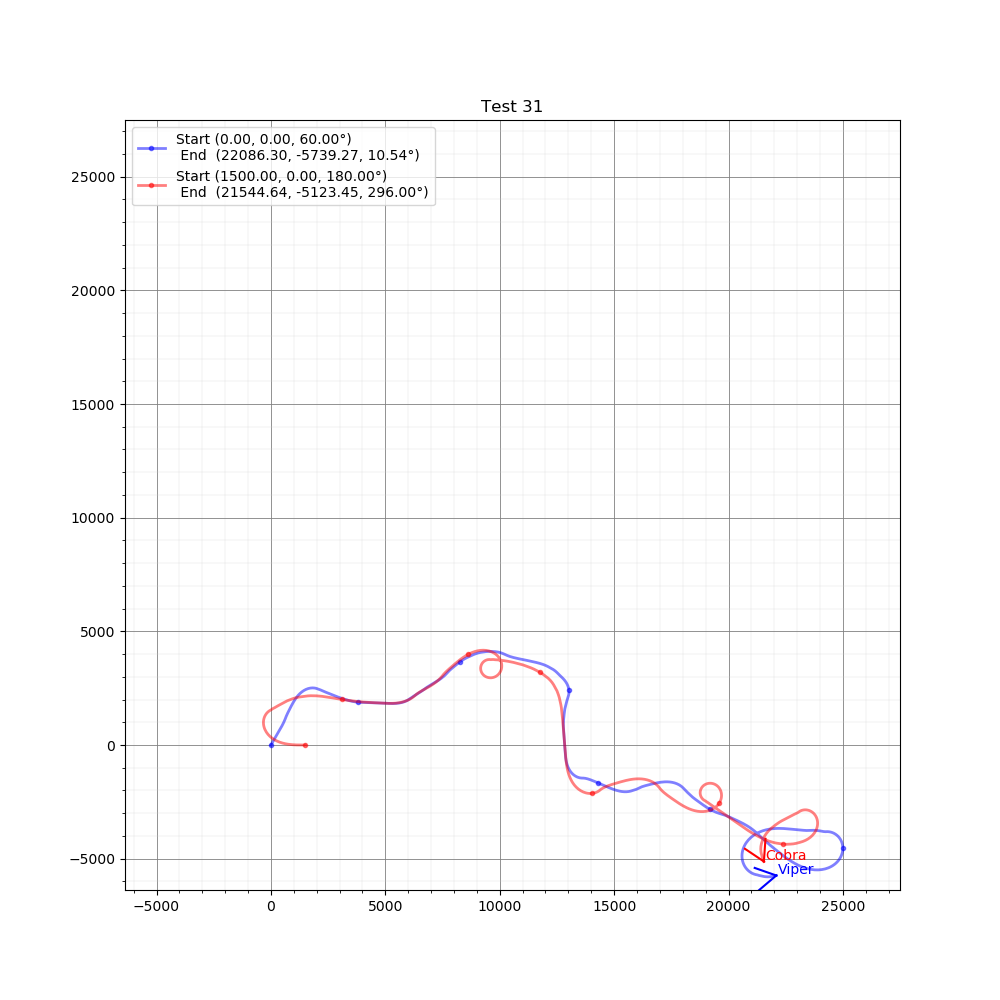 Test 31
Start (0.00, 0.00, 60.00°)
End (22086.30, -5739.27, 10.54°)
Start (1500.00, 0.00, 180.00°)
End (21544.64, -5123.45, 296.00°)
25000
20000
15000
10000
5000
0
−5000
Cobra
Viper
−5000 0 5000 10000 15000 20000 25000